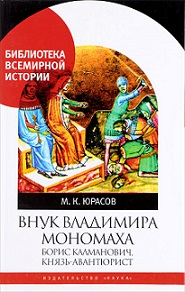 БИБЛИОТЕКА
ВСЕМИРНОЙ
ИСТОРИИ
М. К. ЮРАСОВ
ВНУК ВЛАДИМИРА
МОНОМАХА
БОРИС КАЛМАНОВИЧ,
КНЯЗЬ-АВАНТЮРИСТ
ИЗДАТЕЛЬСТВО «НАУКА»